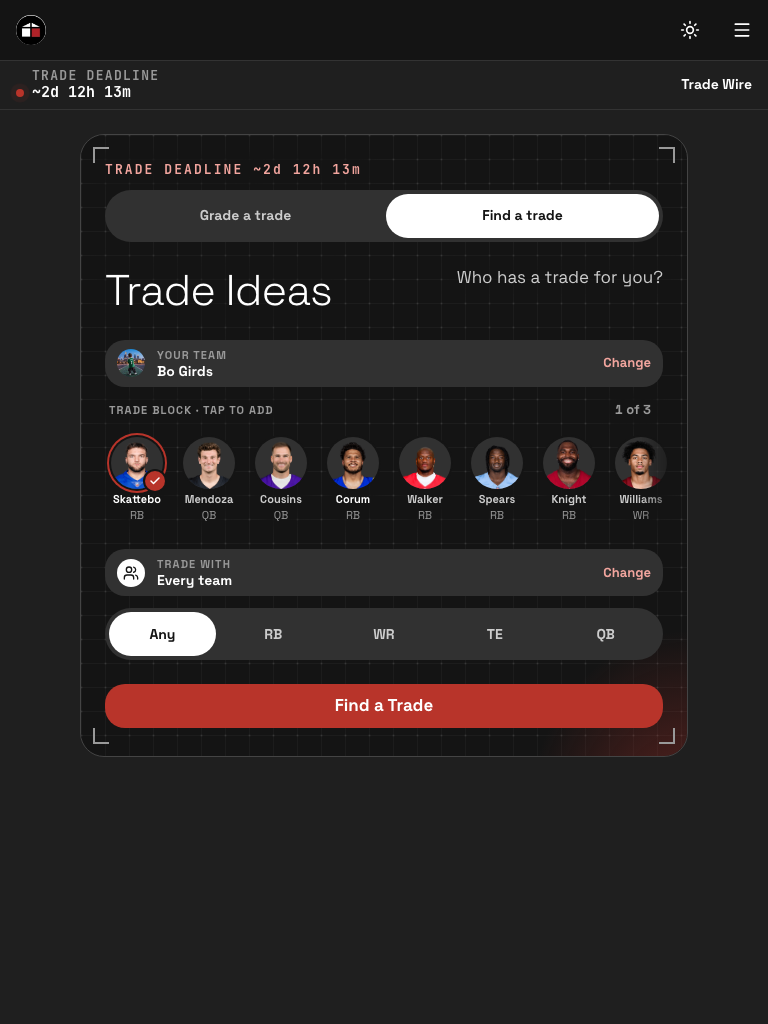 TRADE DEADLINE
~2d 12h 13m
Trade Wire
TRADE DEADLINE ~2d 12h 13m
Grade a trade
Find a trade
Trade Ideas
Who has a trade for you?
YOUR TEAM
Bo Girds
Change
TRADE BLOCK · TAP TO ADD
1 of 3
Skattebo
RB
Mendoza
QB
Cousins
QB
Corum
RB
Walker
RB
Spears
RB
Knight
RB
Williams
WR
TRADE WITH
Every team
Change
Any
RB
WR
TE
QB
Find a Trade